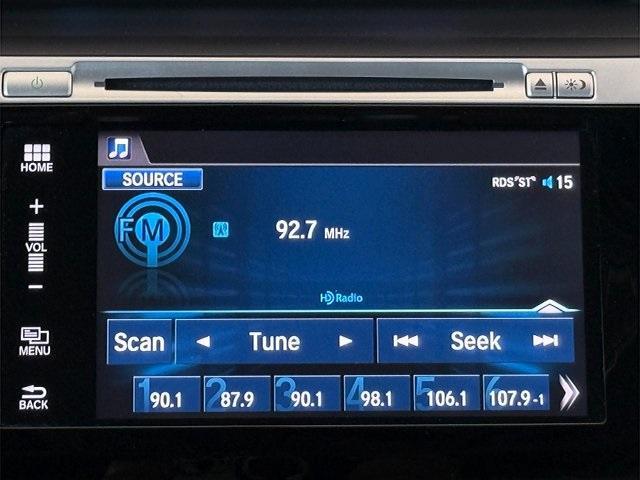 HOME
SOURCE
RDS ST 15
+
VOL
−
FM
92.7 MHz
HD Radio
MENU
Scan
Tune
Seek
BACK
1 90.1
2 87.9
3 90.1
4 98.1
5 106.1
6 107.9-1